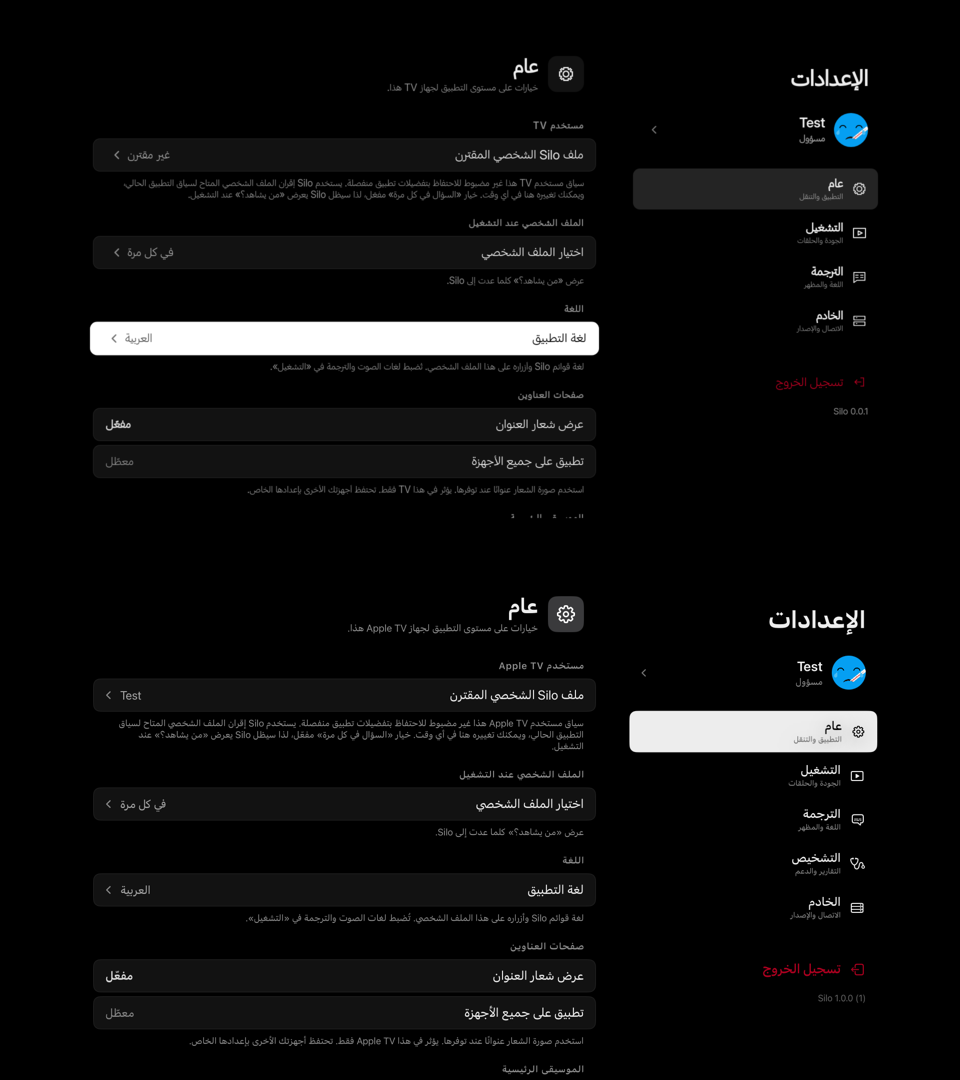 الإعدادات
Test
مسؤول
عام
التطبيق والتنقل
التشغيل
الجودة والحلقات
الترجمة
اللغة والمظهر
الخادم
الاتصال والإصدار
تسجيل الخروج
Silo 0.0.1
عام
خيارات على مستوى التطبيق لجهاز TV هذا.
مستخدم TV
ملف Silo الشخصي المقترن
غير مقترن
سياق مستخدم TV هذا غير مضبوط للاحتفاظ بتفضيلات تطبيق منفصلة. يستخدم Silo إقران الملف الشخصي المتاح لسياق التطبيق الحالي،
ويمكنك تغييره هنا في أي وقت. خيار «السؤال في كل مرة» مفعّل، لذا سيظل Silo يعرض «من يشاهد؟» عند التشغيل.
الملف الشخصي عند التشغيل
اختيار الملف الشخصي
في كل مرة
عرض «من يشاهد؟» كلما عدت إلى Silo.
اللغة
لغة التطبيق
العربية
لغة قوائم Silo وأزراره على هذا الملف الشخصي. تُضبط لغات الصوت والترجمة في «التشغيل».
صفحات العناوين
عرض شعار العنوان
مفعّل
تطبيق على جميع الأجهزة
معطّل
استخدم صورة الشعار عنوانًا عند توفرها. يؤثر في هذا TV فقط. تحتفظ أجهزتك الأخرى بإعدادها الخاص.
الإعدادات
Test
مسؤول
عام
التطبيق والتنقل
التشغيل
الجودة والحلقات
الترجمة
اللغة والمظهر
التشخيص
التقارير والدعم
الخادم
الاتصال والإصدار
تسجيل الخروج
Silo 1.0.0 (1)
عام
خيارات على مستوى التطبيق لجهاز Apple TV هذا.
مستخدم Apple TV
ملف Silo الشخصي المقترن
Test
سياق مستخدم Apple TV هذا غير مضبوط للاحتفاظ بتفضيلات تطبيق منفصلة. يستخدم Silo إقران الملف الشخصي المتاح لسياق
التطبيق الحالي، ويمكنك تغييره هنا في أي وقت. خيار «السؤال في كل مرة» مفعّل، لذا سيظل Silo يعرض «من يشاهد؟» عند
التشغيل.
الملف الشخصي عند التشغيل
اختيار الملف الشخصي
في كل مرة
عرض «من يشاهد؟» كلما عدت إلى Silo.
اللغة
لغة التطبيق
العربية
لغة قوائم Silo وأزراره على هذا الملف الشخصي. تُضبط لغات الصوت والترجمة في «التشغيل».
صفحات العناوين
عرض شعار العنوان
مفعّل
تطبيق على جميع الأجهزة
معطّل
استخدم صورة الشعار عنوانًا عند توفرها. يؤثر في هذا Apple TV فقط. تحتفظ أجهزتك الأخرى بإعدادها الخاص.
الموسيقى الرئيسية